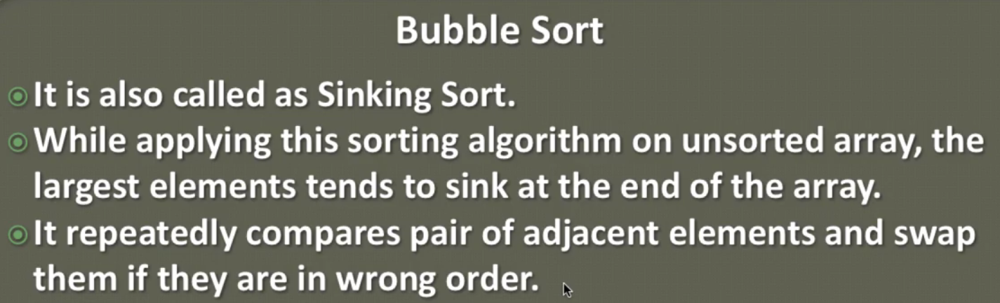 Bubble Sort
It is also called as Sinking Sort.
While applying this sorting algorithm on unsorted array, the
largest elements tends to sink at the end of the array.
It repeatedly compares pair of adjacent elements and swap
them if they are in wrong order.